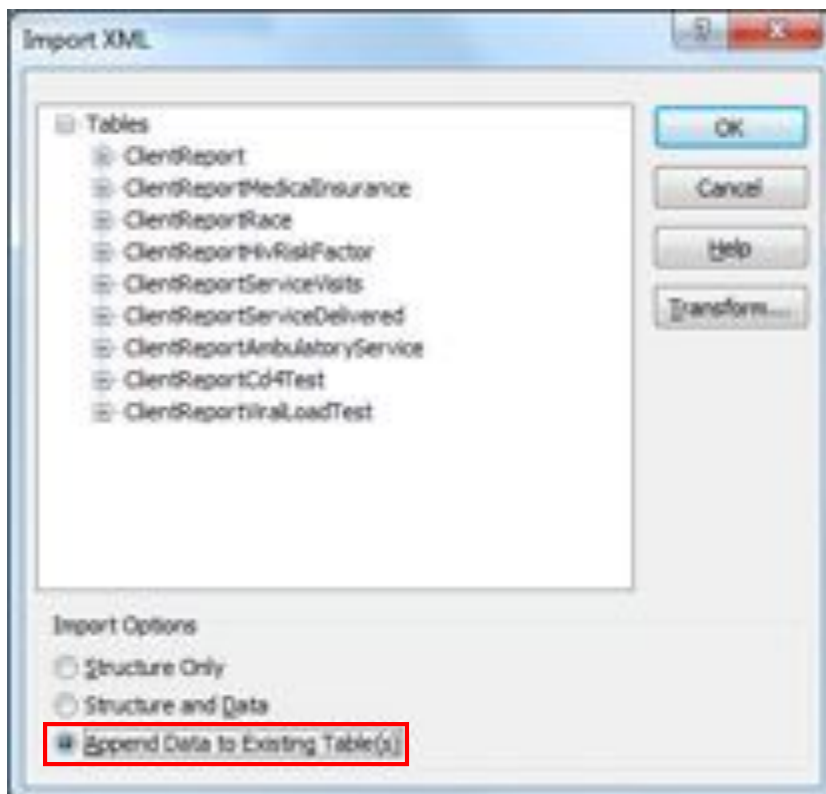 Import XML
Tables
ClientReport
ClientReportMedicalInsurance
ClientReportRace
ClientReportHivRiskFactor
ClientReportServiceVisits
ClientReportServiceDelivered
ClientReportAmbulatoryService
ClientReportCd4Test
ClientReportViralLoadTest
OK
Cancel
Help
Transform...
Import Options
Structure Only
Structure and Data
Append Data to Existing Table(s)